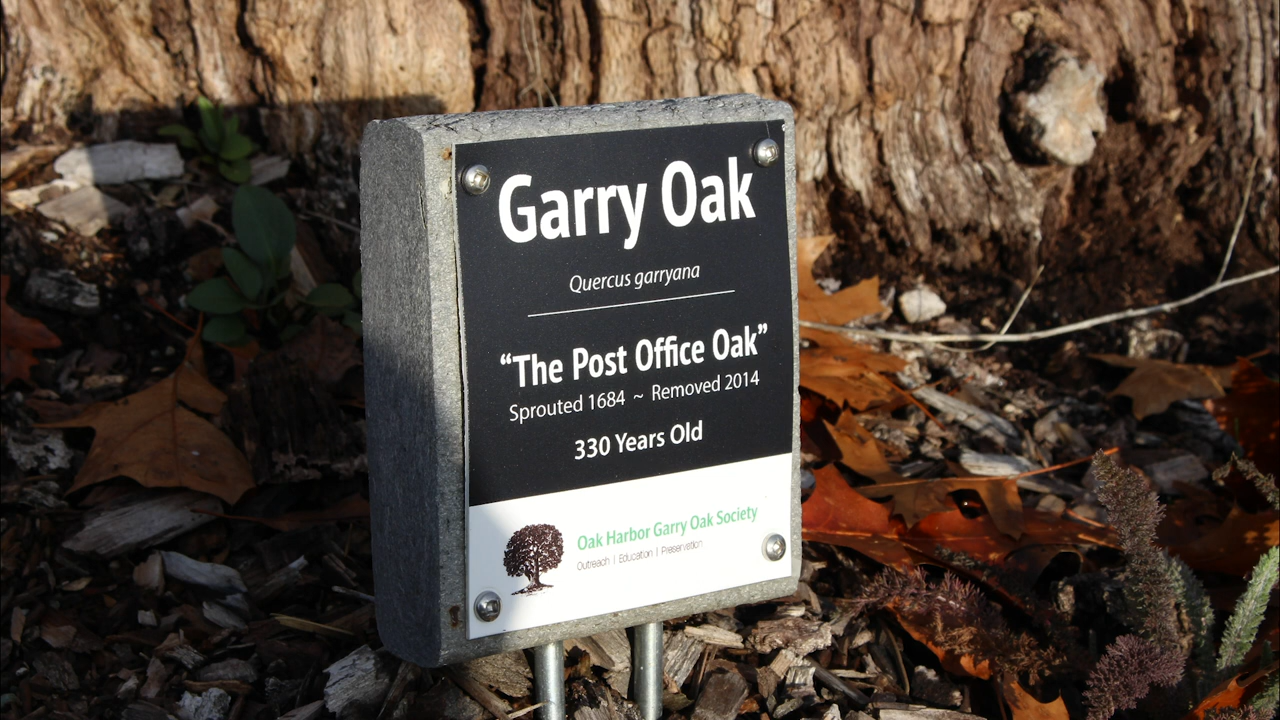 Garry Oak
Quercus garryana
“The Post Office Oak”
Sprouted 1684 ~ Removed 2014
330 Years Old
Oak Harbor Garry Oak Society
Outreach | Education | Preservation